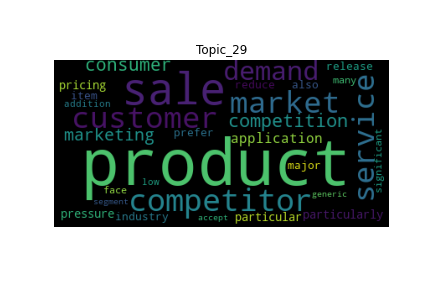 Topic_29
consumer
release
pricing
sale
demand
reduce
also
many
item
addition
customer
market
service
marketing
prefer
competition
application
product
major
significant
face
low
segment
generic
competitor
pressure
industry
accept
particular
particularly